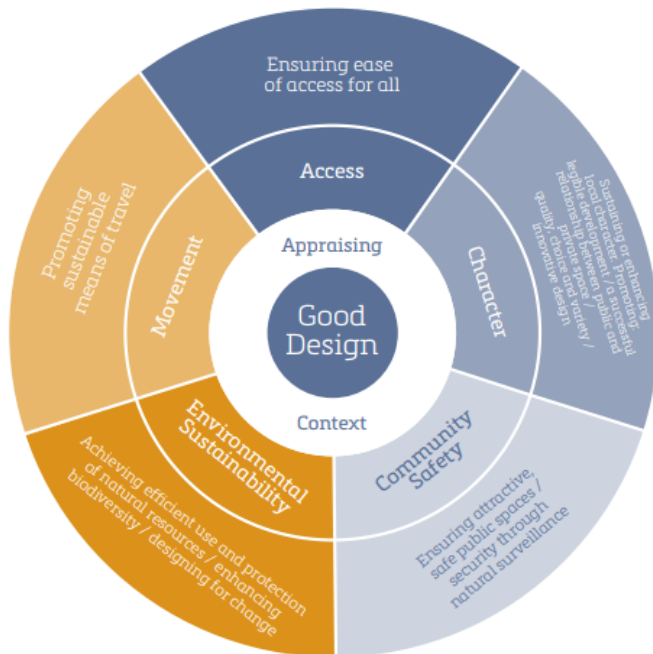 Ensuring ease
of access for all
Access
Sustaining or enhancing
local character. Promoting:
legible development / a successful
relationship between public and
private space /
quality, choice and variety /
innovative design
Character
Community
Safety
Ensuring attractive,
safe public spaces /
security through
natural surveillance
Environmental
Sustainability
Achieving efficient use and protection
of natural resources / enhancing
biodiversity / designing for change
Movement
Promoting
sustainable
means of travel
Appraising
Good
Design
Context